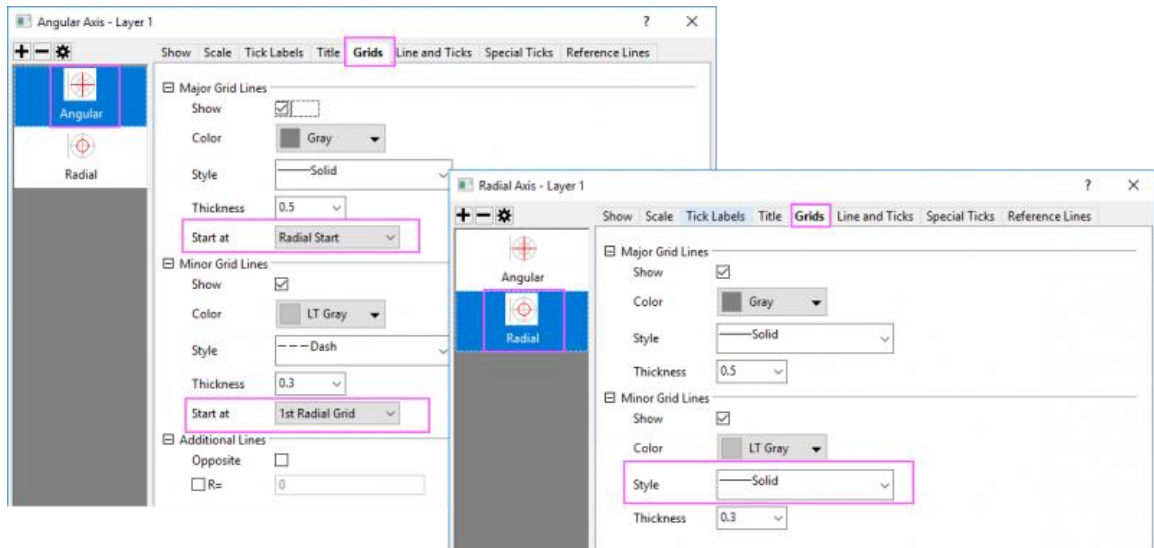 Angular Axis - Layer 1
?
Show Scale Tick Labels Title Grids Line and Ticks Special Ticks Reference Lines
Angular
Radial
Major Grid Lines
Show
Color Gray
Style Solid
Thickness 0.5
Start at Radial Start
Minor Grid Lines
Show
Color LT Gray
Style Dash
Thickness 0.3
Start at 1st Radial Grid
Additional Lines
Opposite
R= 0
Radial Axis - Layer 1
?
Show Scale Tick Labels Title Grids Line and Ticks Special Ticks Reference Lines
Angular
Radial
Major Grid Lines
Show
Color Gray
Style Solid
Thickness 0.5
Minor Grid Lines
Show
Color LT Gray
Style Solid
Thickness 0.3